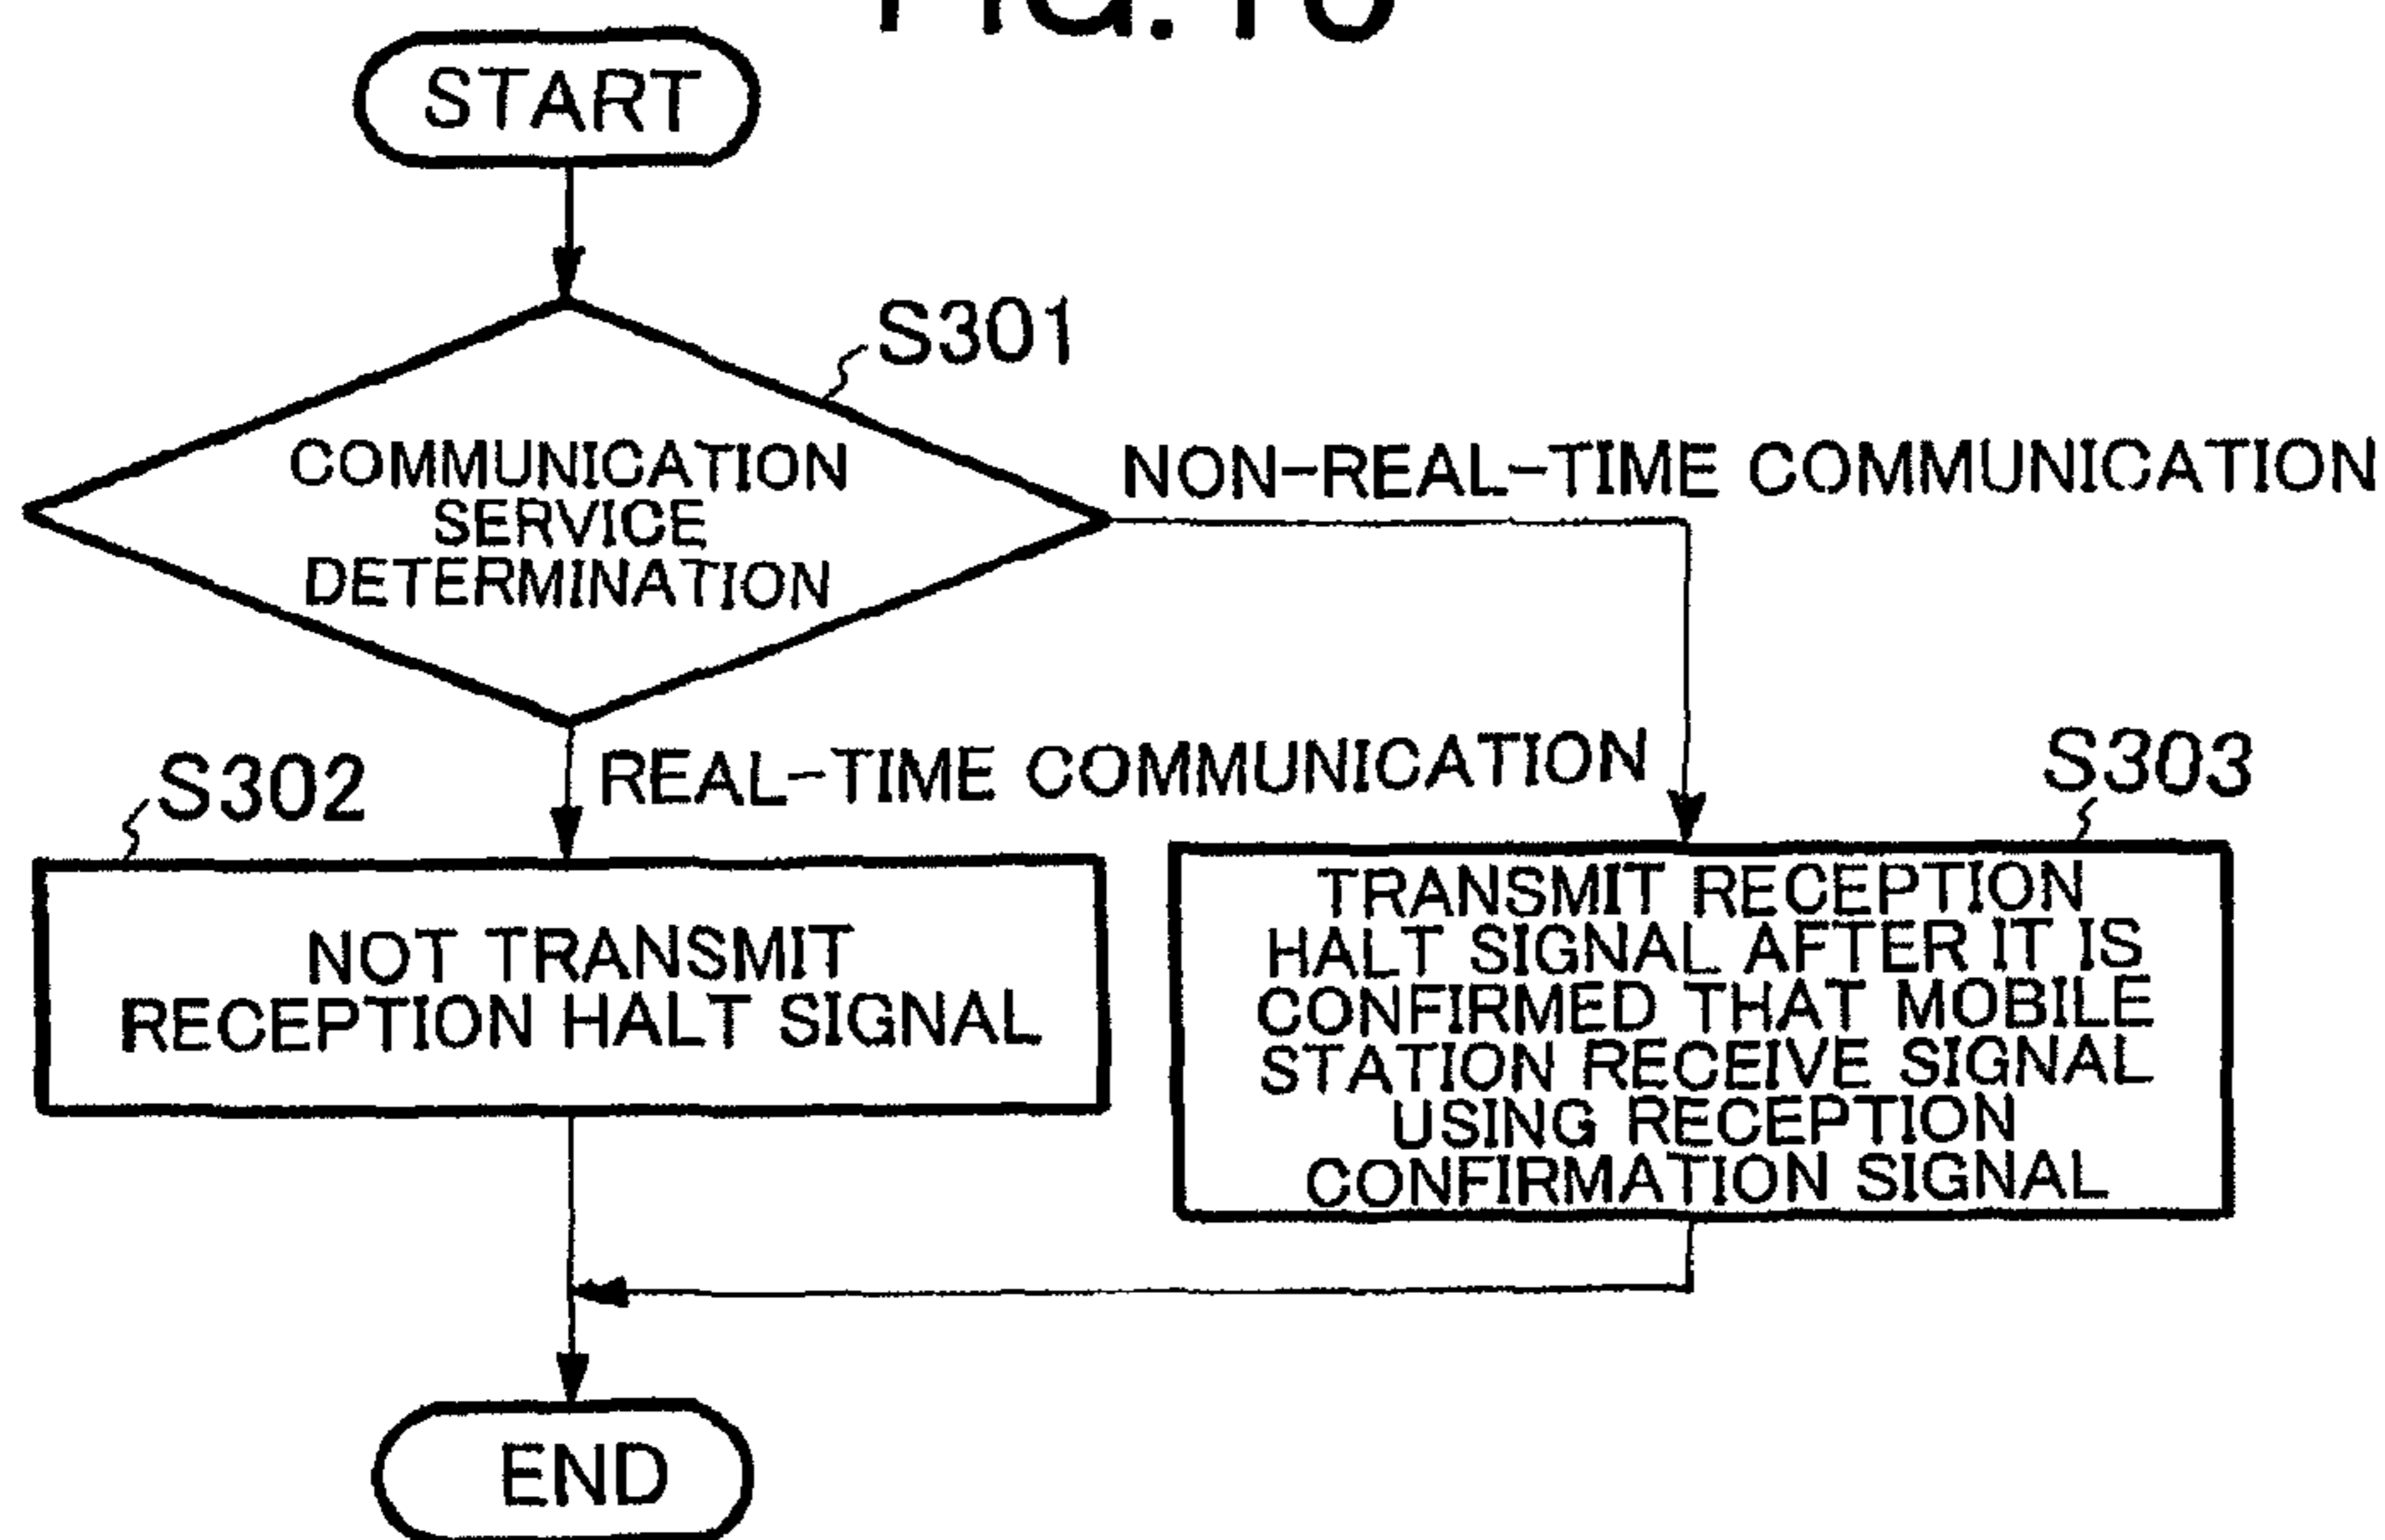 START
S301
COMMUNICATION
SERVICE
DETERMINATION
NON-REAL-TIME COMMUNICATION
REAL-TIME COMMUNICATION
S302
S303
NOT TRANSMIT
RECEPTION HALT SIGNAL
TRANSMIT RECEPTION
HALT SIGNAL AFTER IT IS
CONFIRMED THAT MOBILE
STATION RECEIVE SIGNAL
USING RECEPTION
CONFIRMATION SIGNAL
END